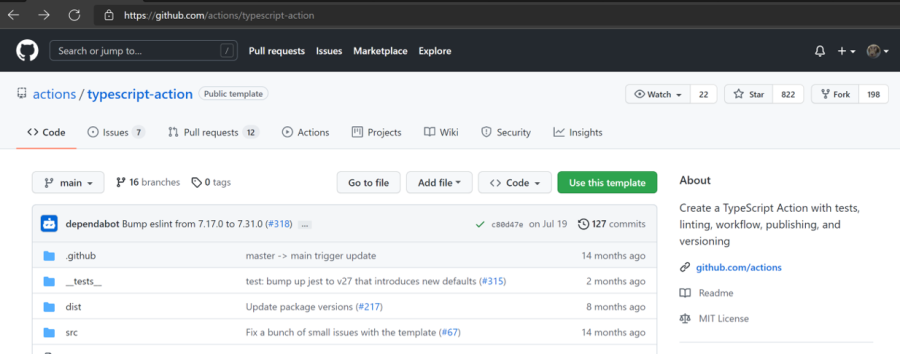 https://github.com/actions/typescript-action
Search or jump to... / Pull requests Issues Marketplace Explore
actions / typescript-action Public template Watch 22 Star 822 Fork 198
Code Issues 7 Pull requests 12 Actions Projects Wiki Security Insights
main 16 branches 0 tags Go to file Add file Code Use this template
About
Create a TypeScript Action with tests,
linting, workflow, publishing, and
versioning
github.com/actions
Readme
MIT License
dependabot Bump eslint from 7.17.0 to 7.31.0 (#318) ... c80d47e on Jul 19 127 commits
.github master -> main trigger update 14 months ago
__tests__ test: bump up jest to v27 that introduces new defaults (#315) 2 months ago
dist Update package versions (#217) 8 months ago
src Fix a bunch of small issues with the template (#67) 14 months ago